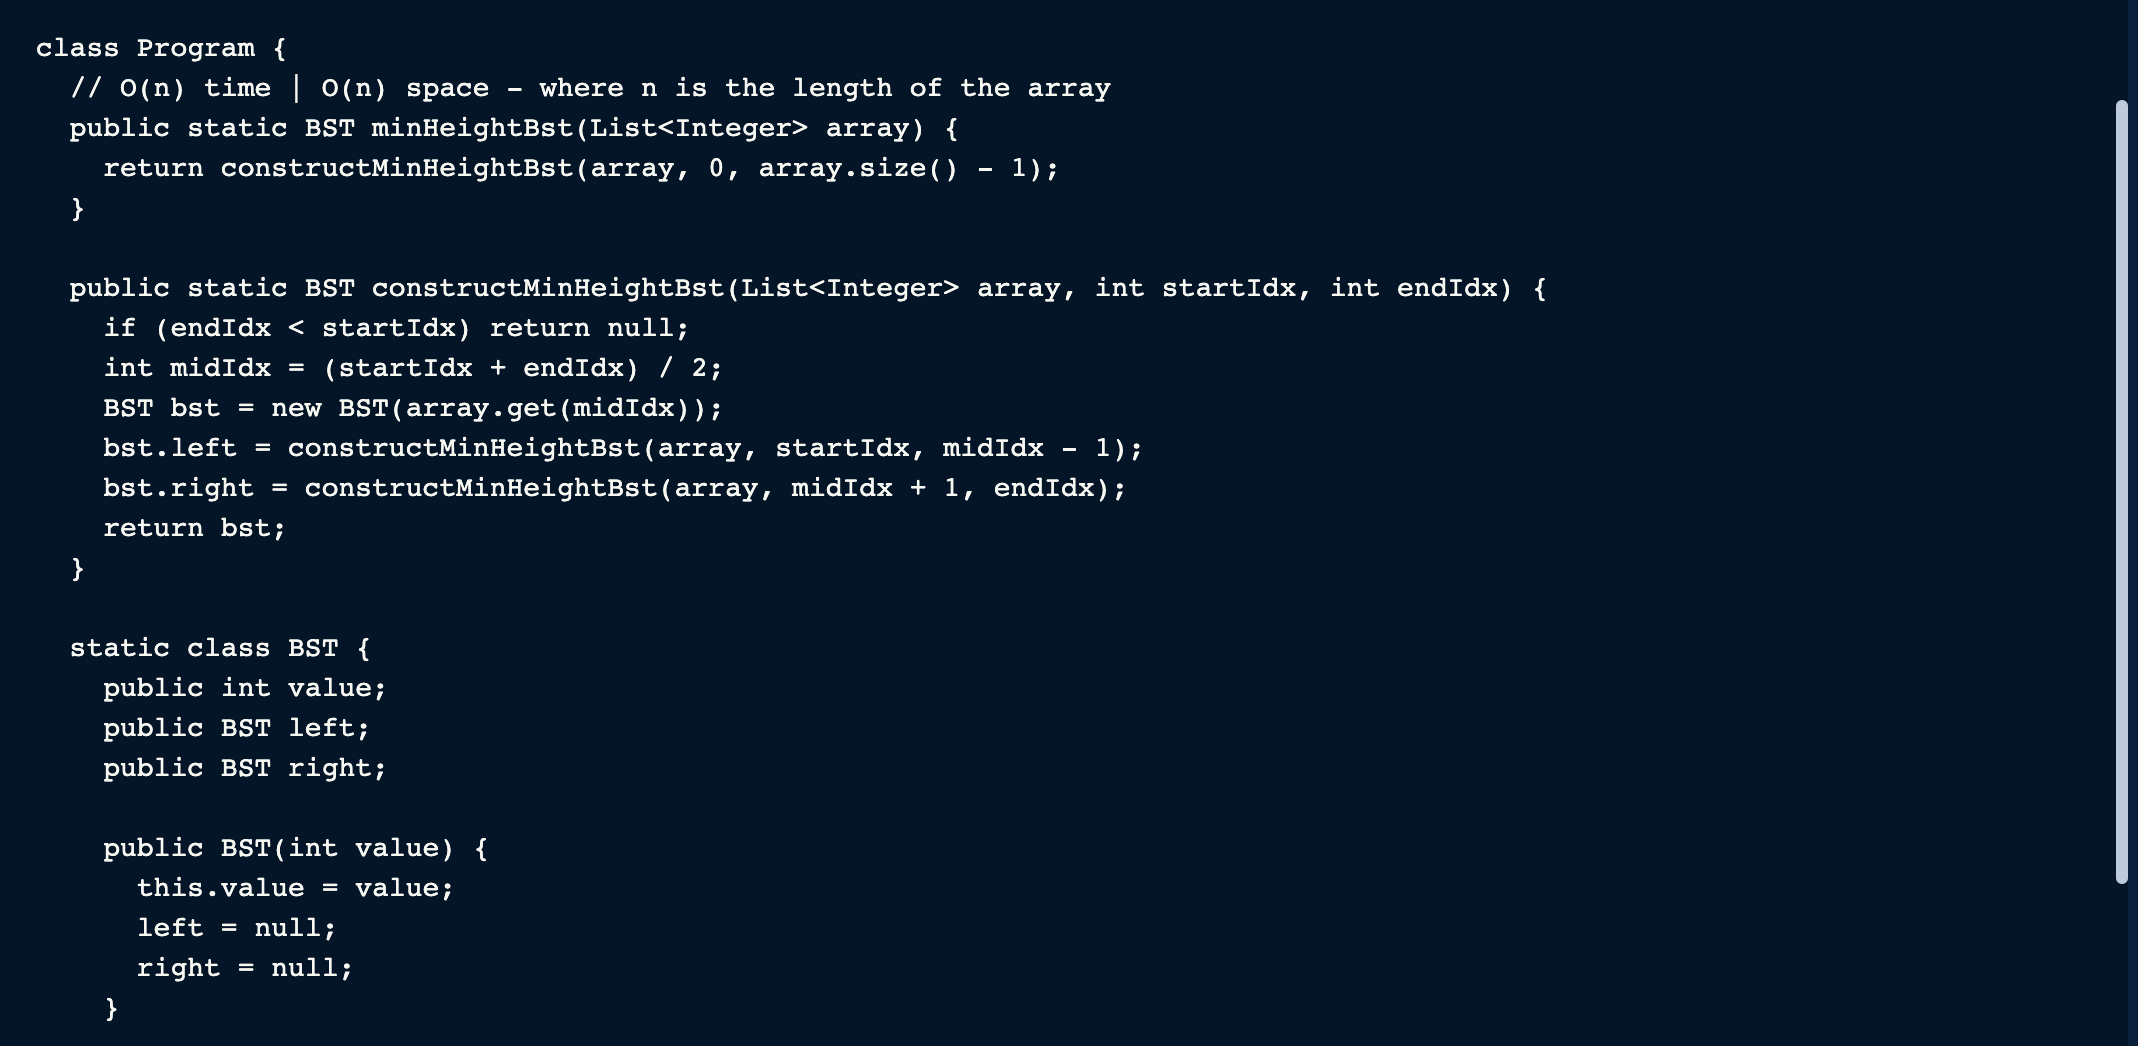 class Program {
  // O(n) time | O(n) space - where n is the length of the array
  public static BST minHeightBst(List<Integer> array) {
    return constructMinHeightBst(array, 0, array.size() - 1);
  }

  public static BST constructMinHeightBst(List<Integer> array, int startIdx, int endIdx) {
    if (endIdx < startIdx) return null;
    int midIdx = (startIdx + endIdx) / 2;
    BST bst = new BST(array.get(midIdx));
    bst.left = constructMinHeightBst(array, startIdx, midIdx - 1);
    bst.right = constructMinHeightBst(array, midIdx + 1, endIdx);
    return bst;
  }

  static class BST {
    public int value;
    public BST left;
    public BST right;

    public BST(int value) {
      this.value = value;
      left = null;
      right = null;
    }